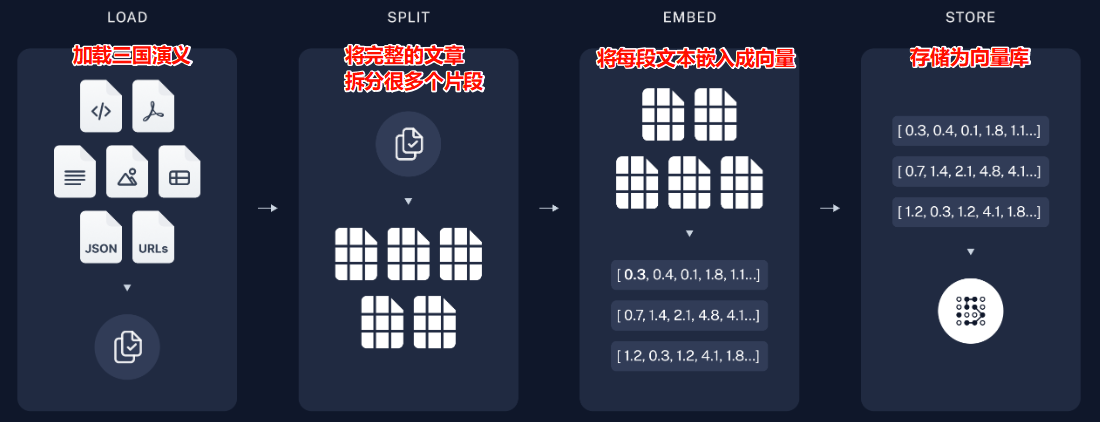 LOAD
加载三国演义
</>
JSON
URLs
SPLIT
将完整的文章
拆分很多个片段
EMBED
将每段文本嵌入成向量
[ 0.3, 0.4, 0.1, 1.8, 1.1...]
[ 0.7, 1.4, 2.1, 4.8, 4.1...]
[ 1.2, 0.3, 1.2, 4.1, 1.8...]
STORE
存储为向量库
[ 0.3, 0.4, 0.1, 1.8, 1.1...]
[ 0.7, 1.4, 2.1, 4.8, 4.1...]
[ 1.2, 0.3, 1.2, 4.1, 1.8...]